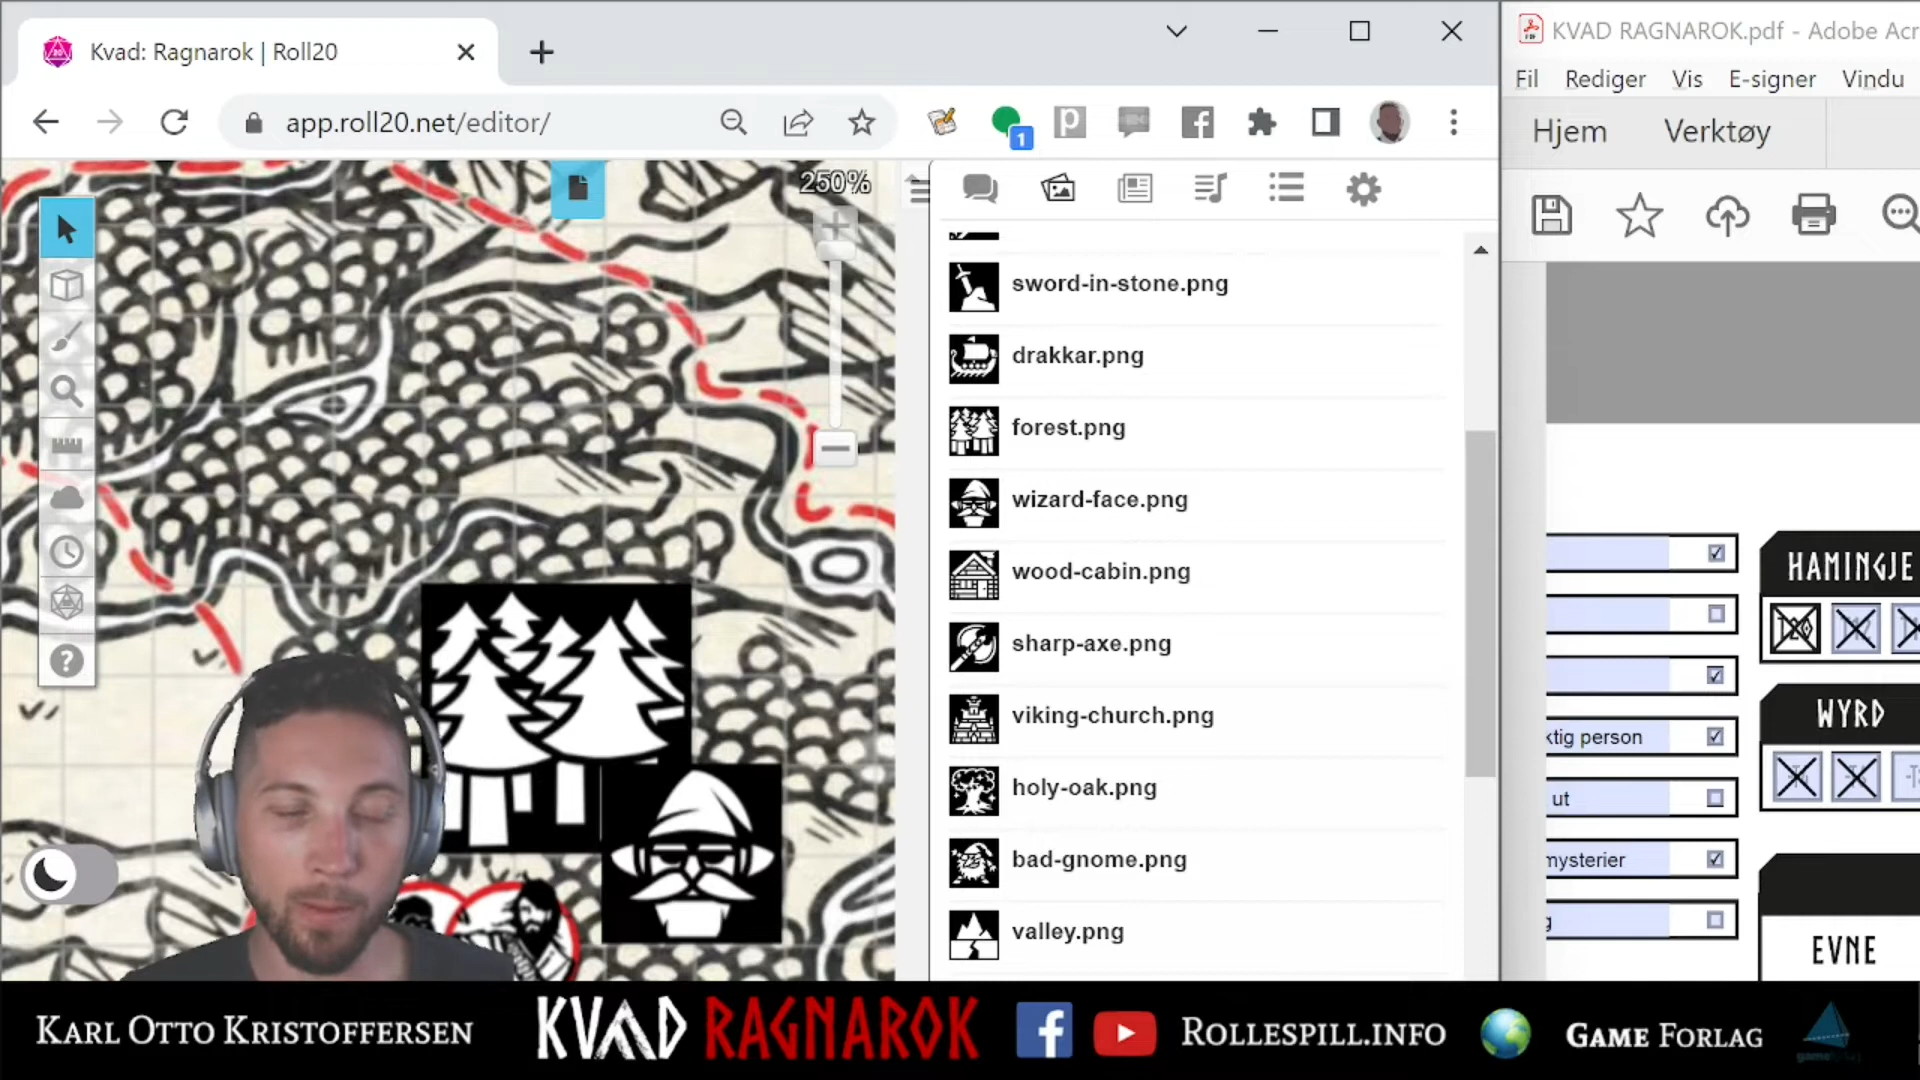 Kvad: Ragnarok | Roll20
app.roll20.net/editor/
1
250%
sword-in-stone.png
drakkar.png
forest.png
wizard-face.png
wood-cabin.png
sharp-axe.png
viking-church.png
holy-oak.png
bad-gnome.png
valley.png
KVAD RAGNAROK.pdf - Adobe Acr
Fil Rediger Vis E-signer Vindu
Hjem Verktøy
HAMINGJE
WYRD
ktig person
ut
mysterier
EVNE
KARL OTTO KRISTOFFERSEN
KVAD RAGNAROK
ROLLESPILL.INFO
GAME FORLAG